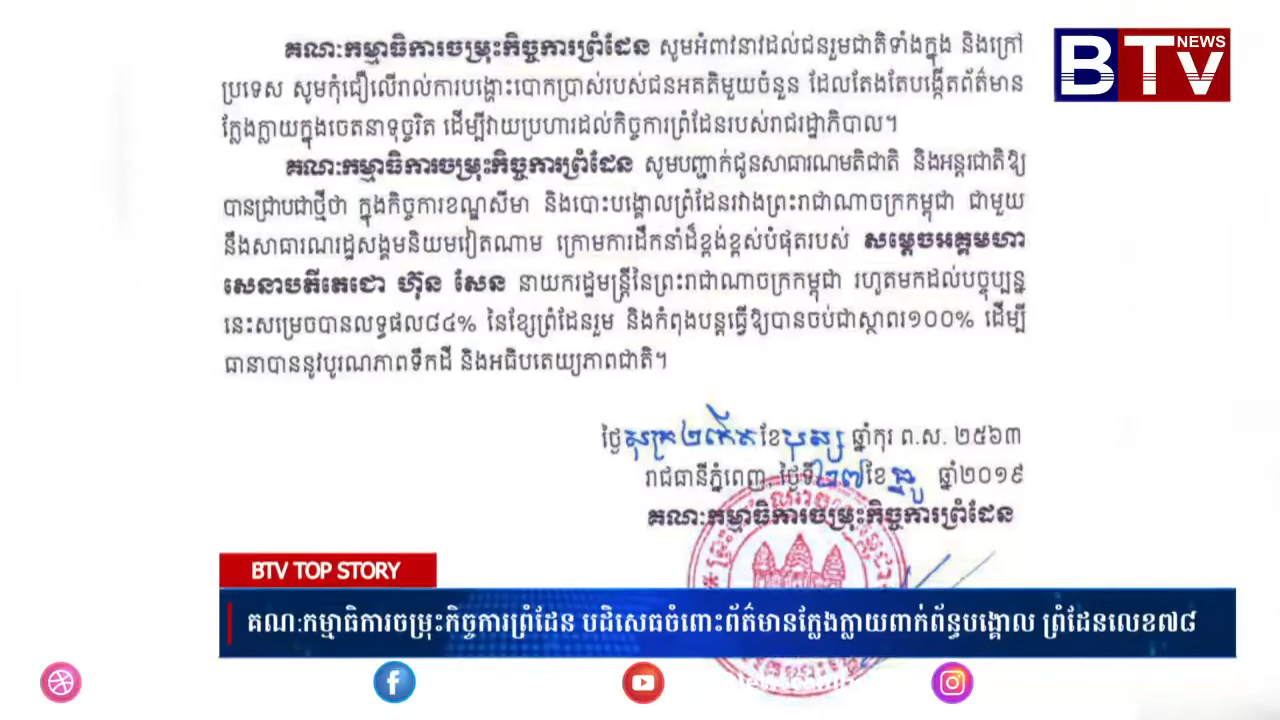 គណៈកម្មាធិការចម្រុះកិច្ចការព្រំដែន សូមអំពាវនាវដល់ជនរួមជាតិទាំងក្នុង និងក្រៅ
ប្រទេស សូមកុំជឿលើរាល់ការបង្ហោះបោកប្រាស់របស់ជនអគតិមួយចំនួន ដែលតែងតែបង្កើតព័ត៌មាន
ក្លែងក្លាយក្នុងចេតនាទុច្ចរិត ដើម្បីវាយប្រហារដល់កិច្ចការព្រំដែនរបស់រាជរដ្ឋាភិបាល។
គណៈកម្មាធិការចម្រុះកិច្ចការព្រំដែន សូមបញ្ជាក់ជូនសាធារណមតិជាតិ និងអន្តរជាតិឱ្យ
បានជ្រាបជាថ្មីថា ក្នុងកិច្ចការខណ្ឌសីមា និងបោះបង្គោលព្រំដែនរវាងព្រះរាជាណាចក្រកម្ពុជា ជាមួយ
នឹងសាធារណរដ្ឋសង្គមនិយមវៀតណាម ក្រោមការដឹកនាំដ៏ខ្ពង់ខ្ពស់បំផុតរបស់ សម្តេចអគ្គមហា
សេនាបតីតេជោ ហ៊ុន សែន នាយករដ្ឋមន្ត្រីនៃព្រះរាជាណាចក្រកម្ពុជា រហូតមកដល់បច្ចុប្បន្ន
នេះសម្រេចបានលទ្ធផល៨៤% នៃខ្សែព្រំដែនរួម និងកំពុងបន្តធ្វើឱ្យបានចប់ជាស្ថាពរ១០០% ដើម្បី
ធានាបាននូវបូរណភាពទឹកដី និងអធិបតេយ្យភាពជាតិ។
ថ្ងៃសុក្រ ២កើត ខែបុស្ស ឆ្នាំកុរ ព.ស. ២៥៦៣
រាជធានីភ្នំពេញ, ថ្ងៃទី២៧ខែធ្នូ ឆ្នាំ២០១៩
គណៈកម្មាធិការចម្រុះកិច្ចការព្រំដែន
BTV NEWS
BTV TOP STORY
គណៈកម្មាធិការចម្រុះកិច្ចការព្រំដែន បដិសេធចំពោះព័ត៌មានក្លែងក្លាយពាក់ព័ន្ធបង្គោល ព្រំដែនលេខ៧៨